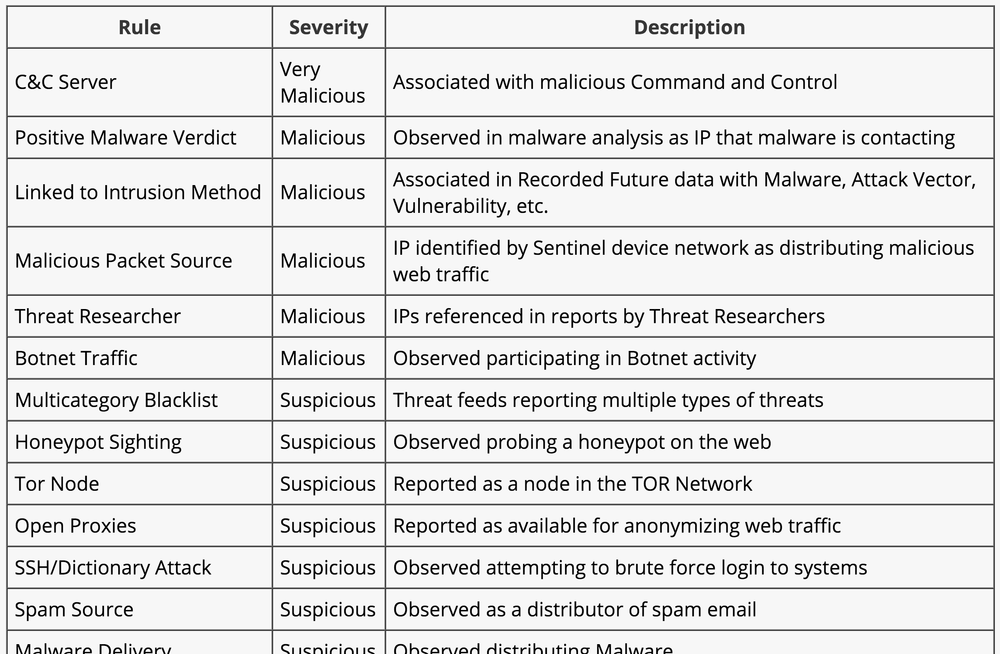 Rule Severity Description
C&C Server Very Malicious Associated with malicious Command and Control
Positive Malware Verdict Malicious Observed in malware analysis as IP that malware is contacting
Linked to Intrusion Method Malicious Associated in Recorded Future data with Malware, Attack Vector,
Vulnerability, etc.
Malicious Packet Source Malicious IP identified by Sentinel device network as distributing malicious
web traffic
Threat Researcher Malicious IPs referenced in reports by Threat Researchers
Botnet Traffic Malicious Observed participating in Botnet activity
Multicategory Blacklist Suspicious Threat feeds reporting multiple types of threats
Honeypot Sighting Suspicious Observed probing a honeypot on the web
Tor Node Suspicious Reported as a node in the TOR Network
Open Proxies Suspicious Reported as available for anonymizing web traffic
SSH/Dictionary Attack Suspicious Observed attempting to brute force login to systems
Spam Source Suspicious Observed as a distributor of spam email
Malware Delivery Suspicious Observed distributing Malware